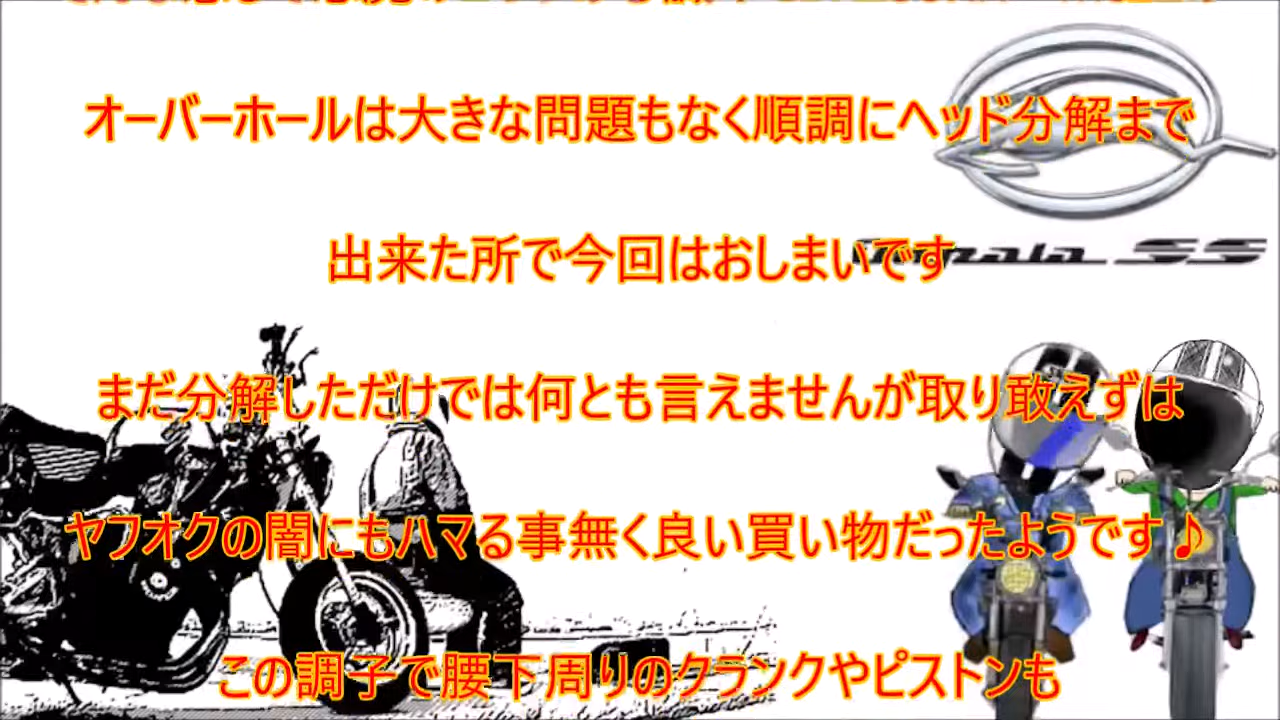 オーバーホールは大きな問題もなく順調にヘッド分解まで
出来た所で今回はおしまいです
Impala SS
まだ分解しただけでは何とも言えませんが取り敢えずは
ヤフオクの闇にもハマる事無く良い買い物だったようです♪
この調子で腰下周りのクランクやピストンも